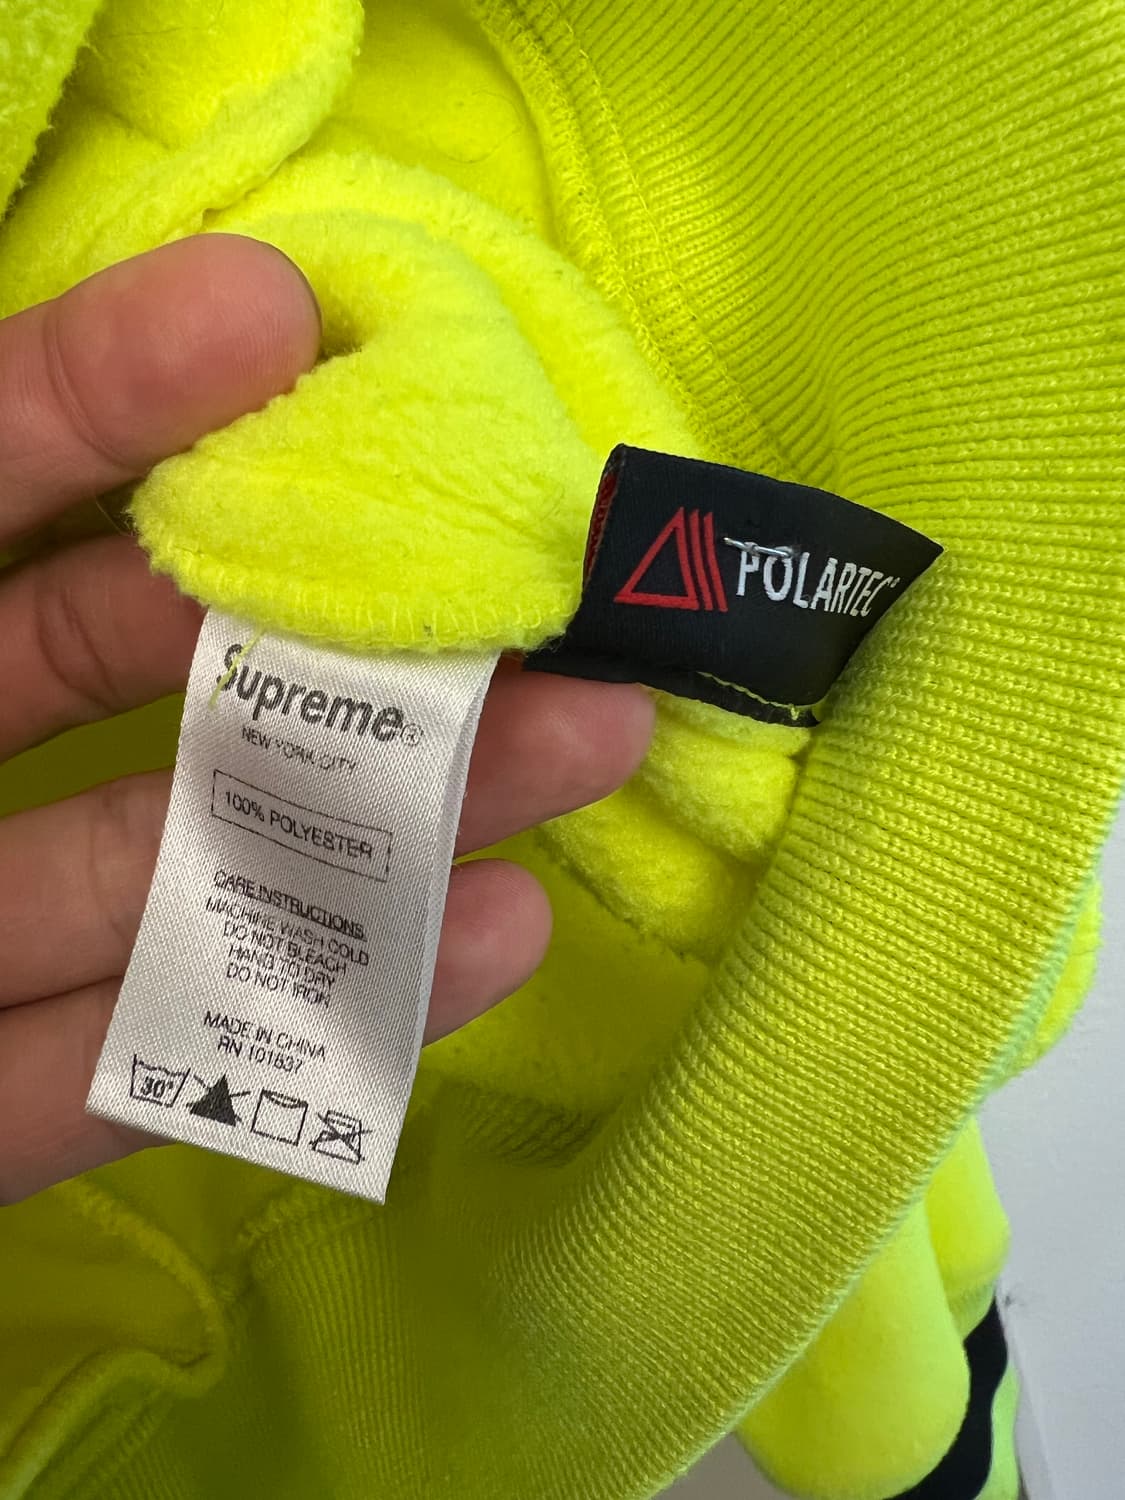 POLARTEC®
Supreme®
NEW YORK CITY
100% POLYESTER
CARE INSTRUCTIONS
MACHINE WASH COLD
DO NOT BLEACH
HANG TO DRY
DO NOT IRON
MADE IN CHINA
RN 101837
30°